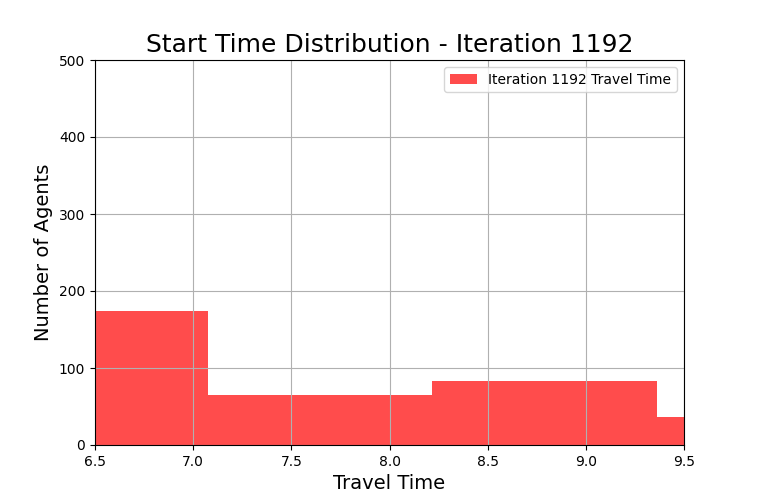 Start Time Distribution - Iteration 1192
Iteration 1192 Travel Time
Number of Agents
500
400
300
200
100
0
6.5 7.0 7.5 8.0 8.5 9.0 9.5
Travel Time